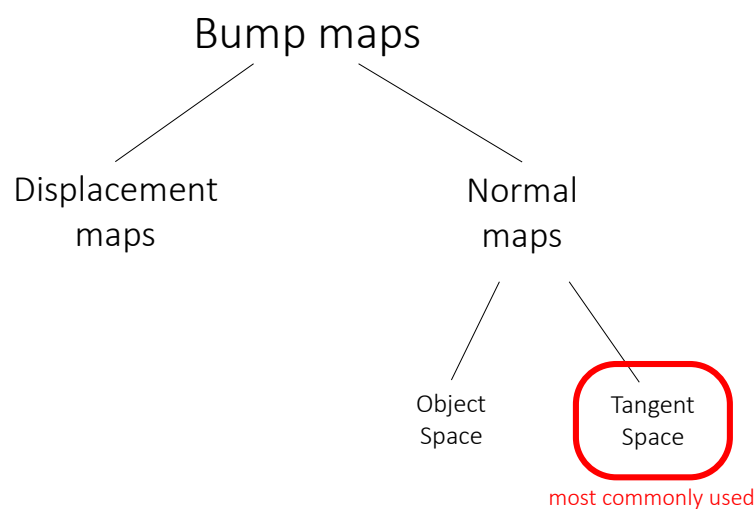 Bump maps
Displacement
maps
Normal
maps
Object
Space
Tangent
Space
most commonly used